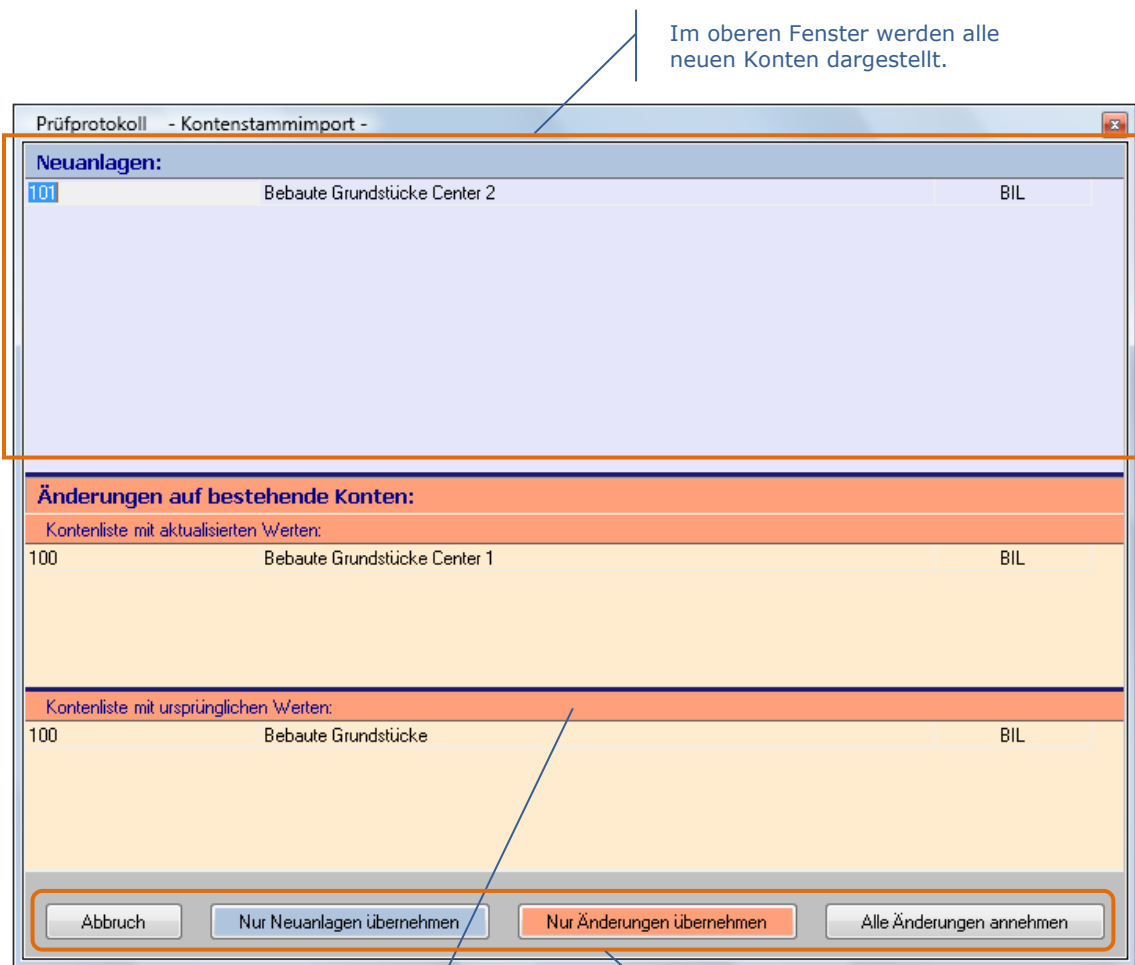 Im oberen Fenster werden alle
neuen Konten dargestellt.
Prüfprotokoll - Kontenstammimport -
Neuanlagen:
101 Bebaute Grundstücke Center 2 BIL
Änderungen auf bestehende Konten:
Kontenliste mit aktualisierten Werten:
100 Bebaute Grundstücke Center 1 BIL
Kontenliste mit ursprünglichen Werten:
100 Bebaute Grundstücke BIL
Abbruch Nur Neuanlagen übernehmen Nur Änderungen übernehmen Alle Änderungen annehmen